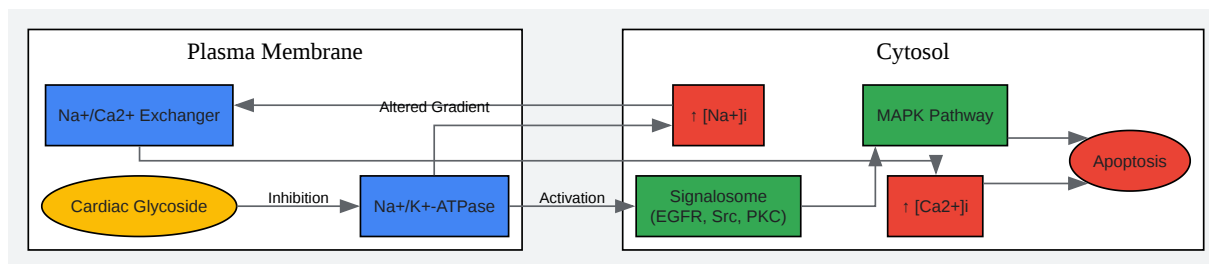 Plasma Membrane
Cytosol
Na+/Ca2+ Exchanger
Altered Gradient
↑ [Na+]i
MAPK Pathway
Apoptosis
Cardiac Glycoside
Inhibition
Na+/K+-ATPase
Activation
Signalosome
(EGFR, Src, PKC)
↑ [Ca2+]i